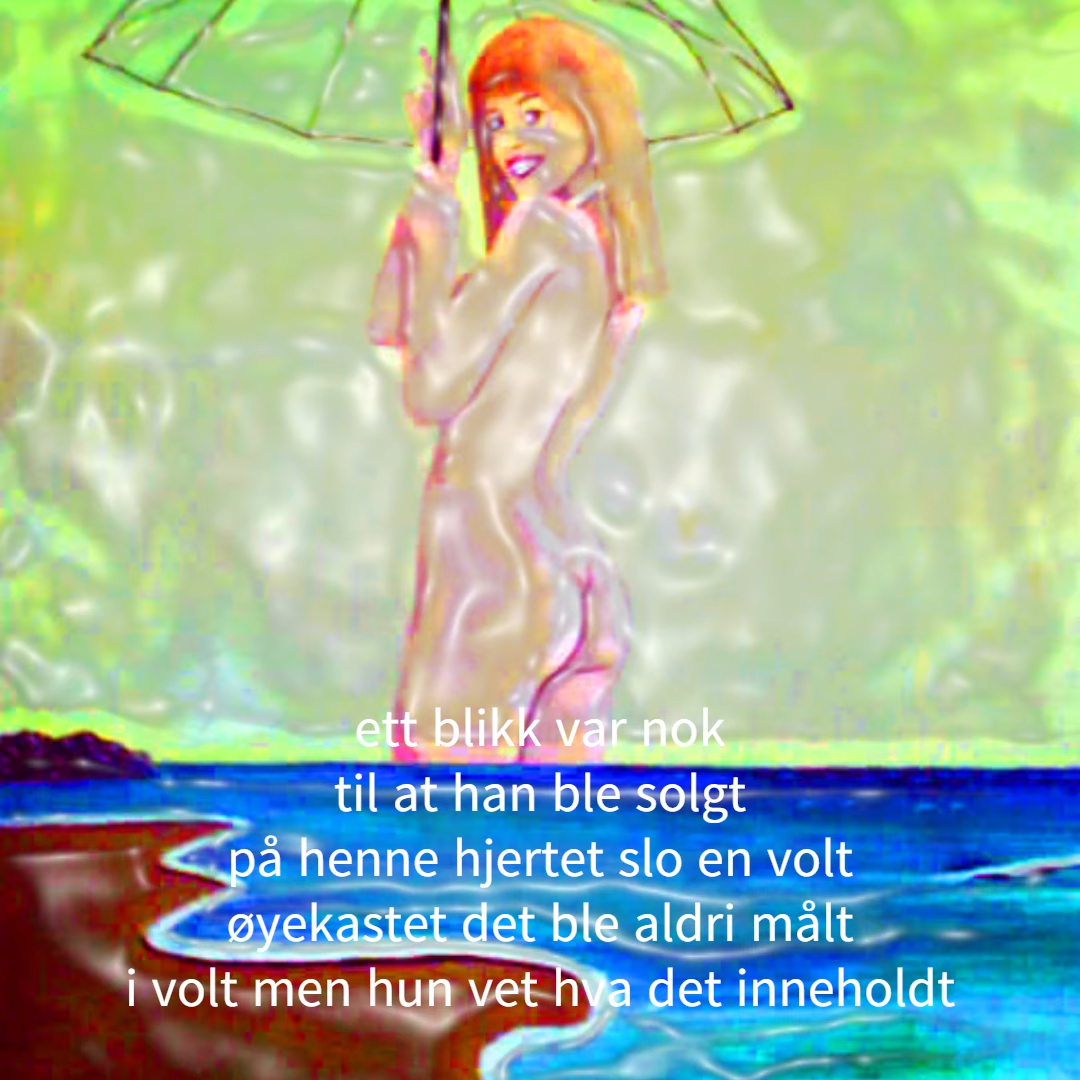 ett blikk var nok
til at han ble solgt
på henne hjertet slo en volt
øyekastet det ble aldri målt
i volt men hun vet hva det inneholdt